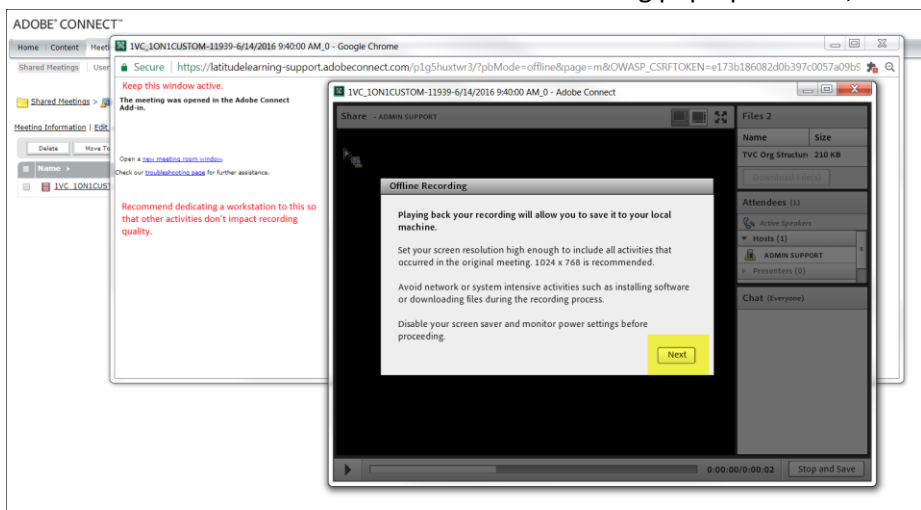 ADOBE® CONNECT™
Home Content Meeti
1VC_1ON1CUSTOM-11939-6/14/2016 9:40:00 AM_0 - Google Chrome
Shared Meetings User
Secure https://latitudelearning-support.adobeconnect.com/p1g5huxtwr3/?pbMode=offline&page=m&OWASP_CSRFTOKEN=e173b186082d0b397c0057a09b9
Keep this window active.
The meeting was opened in the Adobe Connect
Add-in.
Shared Meetings >
Meeting Information | Edit
Delete Move To
Name
1VC_1ON1CUST
Open a new meeting room window.
Check our troubleshooting page for further assistance.
Recommend dedicating a workstation to this so
that other activities don't impact recording
quality.
1VC_1ON1CUSTOM-11939-6/14/2016 9:40:00 AM_0 - Adobe Connect
Share - ADMIN SUPPORT
Offline Recording
Playing back your recording will allow you to save it to your local
machine.
Set your screen resolution high enough to include all activities that
occurred in the original meeting. 1024 x 768 is recommended.
Avoid network or system intensive activities such as installing software
or downloading files during the recording process.
Disable your screen saver and monitor power settings before
proceeding.
Next
Files 2
Name Size
TVC Org Structur 210 KB
Download File(s)
Attendees (1)
Active Speakers
Hosts (1)
ADMIN SUPPORT
Presenters (0)
Chat (Everyone)
0:00:00/0:00:02 Stop and Save